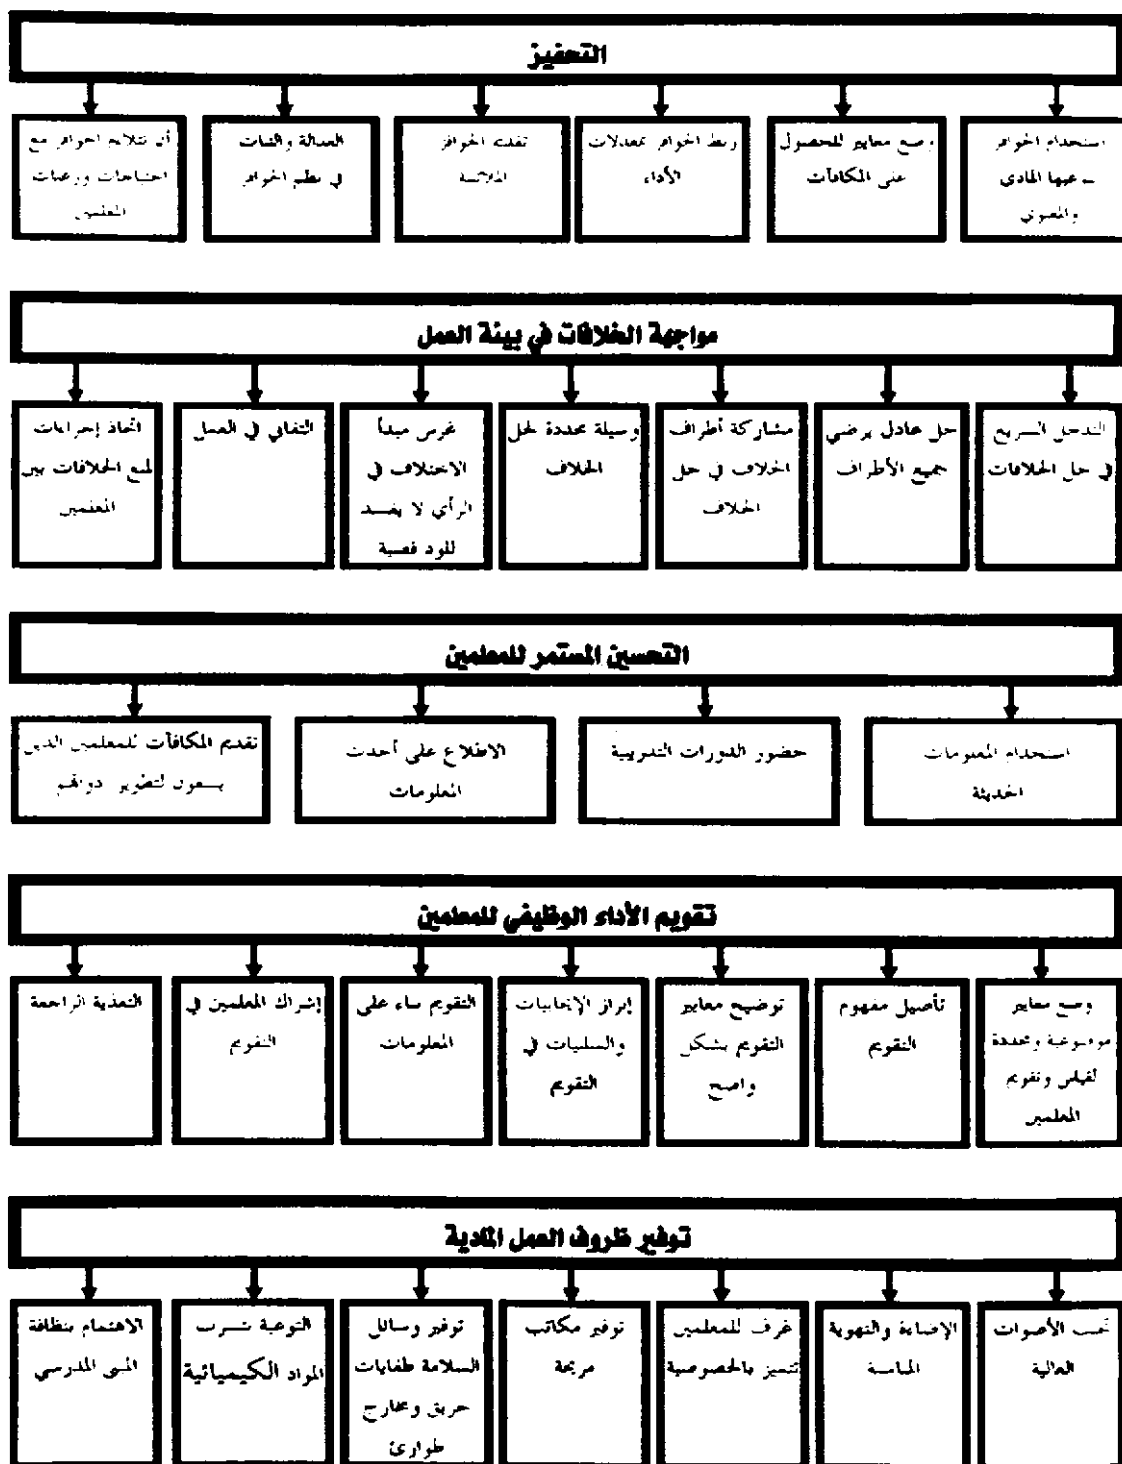 التحفيز
استخدام الحوافز
بنوعيها المادى
والمعنوي
وضع معايير للحصول
على المكافآت
ربط الحوافز بمعدلات
الأداء
الحوافز
العدالة والثبات
في نظم الحوافز
أن تتلائم الحوافز مع
احتياجات ورغبات
المعلمين
مواجهة الخلافات في بيئة العمل
التدخل السريع
في حل الخلافات
حل عادل يرضي
جميع الأطراف
مشاركة أطراف
الخلاف في حل
الخلاف
وسيلة محددة لحل
الخلاف
غرس مبدأ
الاختلاف في
الرأي لا يفسد
للود قضية
التفاني في العمل
اتخاذ إجراءات
لمنع الخلافات بين
المعلمين
التحسين المستمر للمعلمين
استخدام المعلومات
الحديثة
حضور الدورات التدريبية
الاطلاع على أحدث
المعلومات
تقديم المكافآت للمعلمين الذين
يسعون لتطوير ذواتهم
تقويم الأداء الوظيفي للمعلمين
وضع معايير
موضوعية ومحددة
لقياس وتقويم
المعلمين
تأصيل مفهوم
التقويم
توضيح معايير
التقويم بشكل
واضح
إبراز الإيجابيات
والسلبيات في
التقويم
التقويم بناء على
المعلومات
إشراك المعلمين في
التقويم
التغذية الراجعة
توفير ظروف العمل المادية
تجنب الأصوات
العالية
الإضاءة والتهوية
المناسبة
غرف للمعلمين
تتميز بالخصوصية
توفير مكاتب
مريحة
توفير وسائل
السلامة طفايات
حريق ومخارج
طوارئ
التوعية بتسرب
المواد الكيميائية
الاهتمام بنظافة
المبنى المدرسي